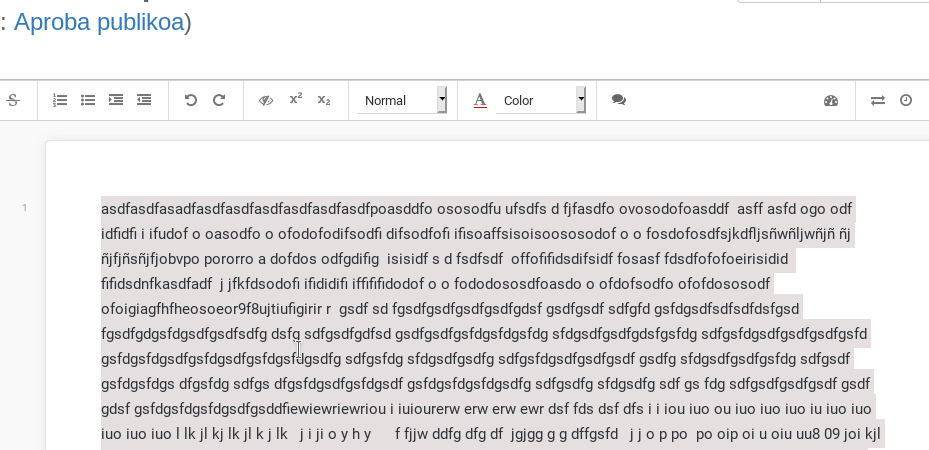 : Aproba publikoa)
S
x²
x₂
Normal
A
Color
1
asdfasdfasadfasdfasdfasdfasdfasdfasdfpoasddfo ososodfu ufsdfs d fjfasdfo ovosodofoasddf  asff asfd ogo odf
idfidfi i ifudof o oasodfo o ofodofodifsodfi difsodfofi ifisoaffsisoisoososodof o o fosdofosdfsjkdfljsñwñljwñjñ ñj
ñjfjñsñjfjobvpo pororro a dofdos odfgdifig  isisidf s d fsdfsdf  offofifidsdifsidf fosasf fdsdfofofoeirisidid
fifidsdnfkasdfadf  j jfkfdsodofi ifididifi iffififidodof o o fododososdfoasdo o ofdofsodfo ofofdososodf
ofoigiagfhfheosoeor9f8ujtiufigirir r  gsdf sd fgsdfgsdfgsdfgsdfgdsf gsdfgsdf sdfgfd gsfdgsdfsdfsdfdsfgsd
fgsdfgdgsfdgsdfgsdfsdfg dsfg sdfgsdfgdfsd gsdfgsdfgsfdgsfdgsfdg sfdgsdfgsdfgdsfgsfdg sdfgsfdgsdfgsdfgsdfgsfd
gsfdgsfdgsdfgsfdgsdfgsfdgsfdgsdfg sdfgsfdg sfdgsdfgsdfg sdfgsfdgsdfgsdfgsdf gsdfg sfdgsdfgsdfgsfdg sdfgsdf
gsfdgsfdgs dfgsfdg sdfgs dfgsfdgsdfgsfdgsdf gsfdgsfdgsfdgsdfg sdfgsdfg sfdgsdfg sdf gs fdg sdfgsdfgsdfgsdf gsdf
gdsf gsfdgsfdgsfdgsdfgsddfiewiewriewriou i iuiourerw erw erw ewr dsf fds dsf dfs i i iou iuo ou iuo iuo iuo iu iuo iuo
iuo iuo iuo l lk jl kj lk jl k j lk   j i ji o y h y      f fjjw ddfg dfg df  jgjgg g g dffgsfd   j j o p po  po oip oi u oiu uu8 09 joi kjl